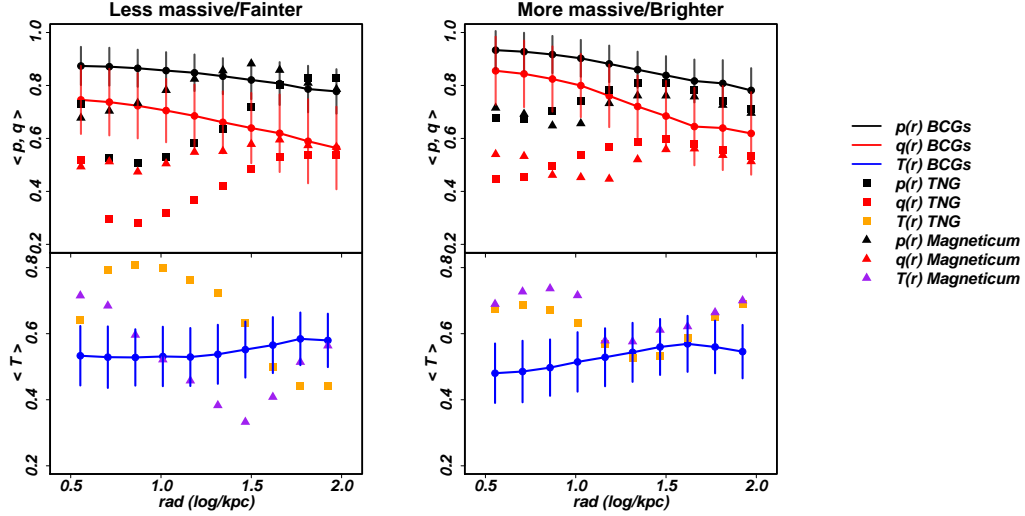 Less massive/Fainter
More massive/Brighter
< p, q >
1.0
0.8
0.6
0.4
0.2
< p, q >
1.0
0.8
0.6
0.4
0.2
p(r) BCGs
q(r) BCGs
T(r) BCGs
p(r) TNG
q(r) TNG
T(r) TNG
p(r) Magneticum
q(r) Magneticum
T(r) Magneticum
< T >
0.8
0.6
0.4
0.2
< T >
0.8
0.6
0.4
0.2
0.5 1.0 1.5 2.0
0.5 1.0 1.5 2.0
rad (log/kpc)
rad (log/kpc)